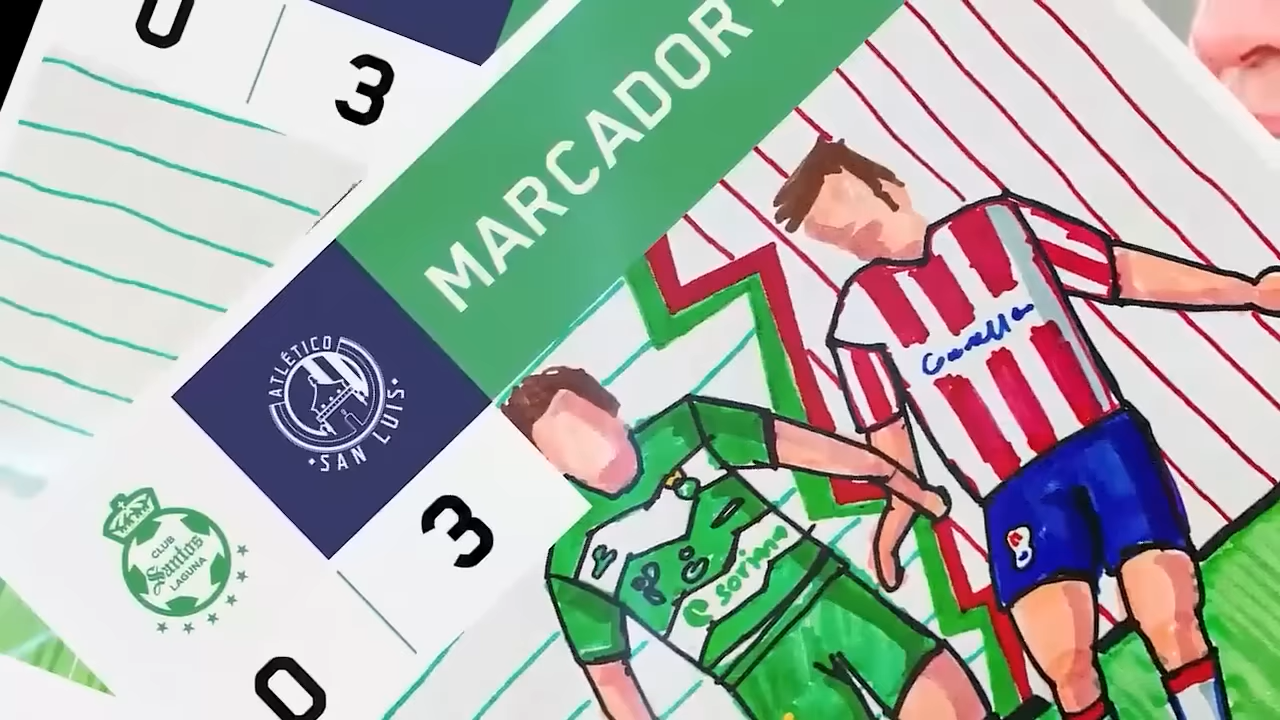 0
3
MARCADOR
ATLÉTICO
SAN LUIS
CLUB
Santos
LAGUNA
3
0
soriana